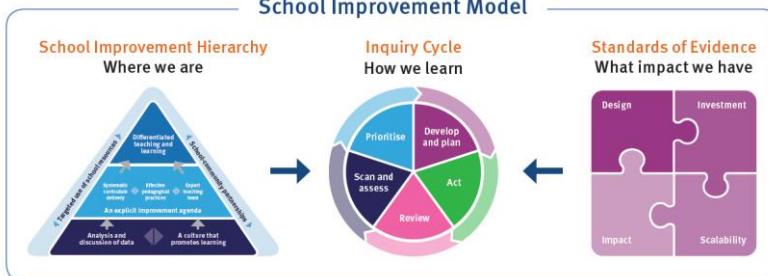 School Improvement Model
School Improvement Hierarchy
Where we are
Targeted use of school resources
School-community partnerships
Differentiated
teaching and
learning
Systematic
curriculum
delivery
Effective
pedagogical
practices
Expert
teaching
team
An explicit improvement agenda
Analysis and
discussion of data
A culture that
promotes learning
Inquiry Cycle
How we learn
Prioritise
Develop
and plan
Scan and
assess
Act
Review
Standards of Evidence
What impact we have
Design
Investment
Impact
Scalability